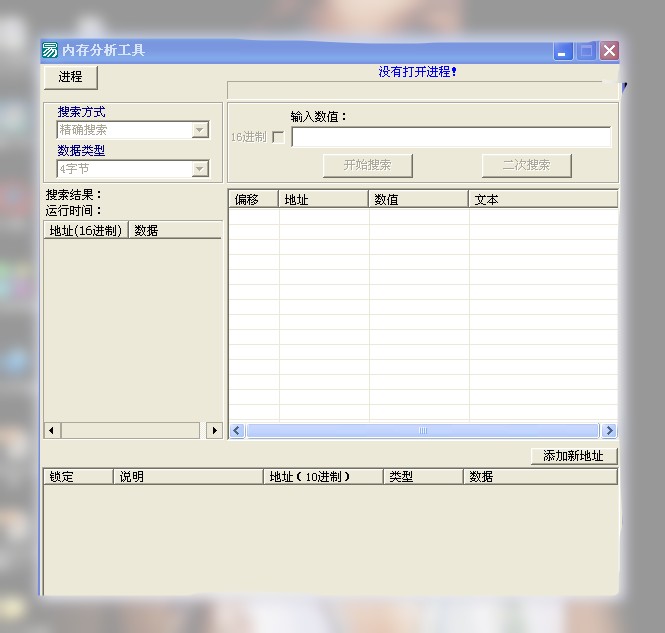 易 内存分析工具
进程
没有打开进程!
搜索方式
精确搜索
数据类型
4字节
输入数值：
16进制
开始搜索 二次搜索
搜索结果：
运行时间：
地址(16进制) 数据
偏移 地址 数值 文本
添加新地址
锁定 说明 地址（10进制） 类型 数据